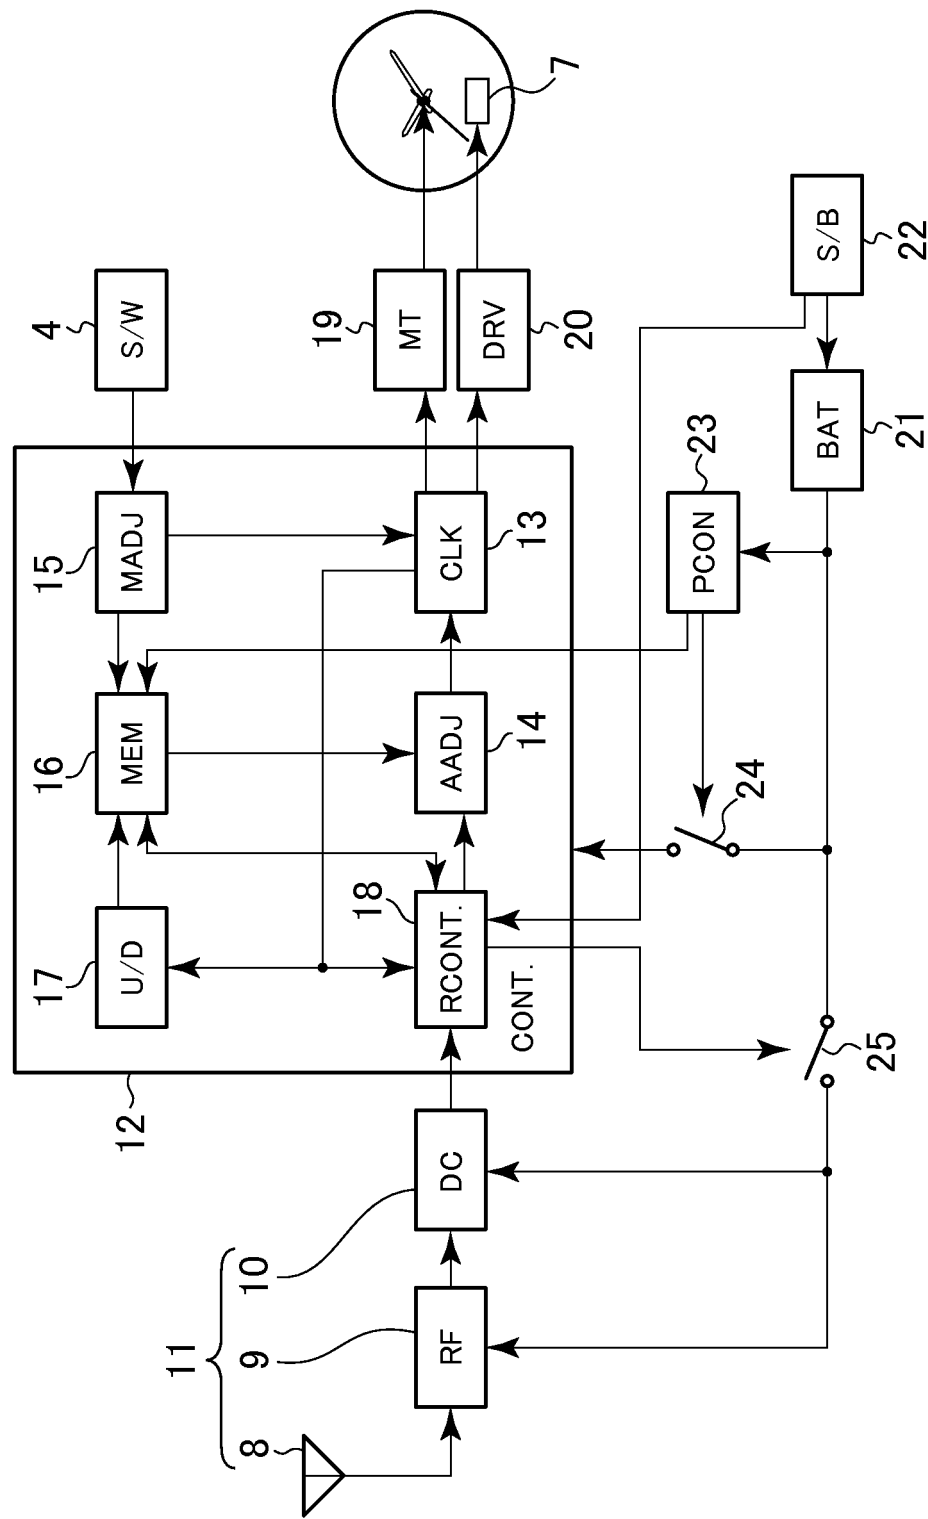 17
16
15
4
12
U/D
MEM
MADJ
S/W
11
8
9
10
18
19
MT
RF
DC
RCONT.
AADJ
CLK
DRV
CONT.
14
13
20
7
PCON
23
24
BAT
S/B
25
21
22